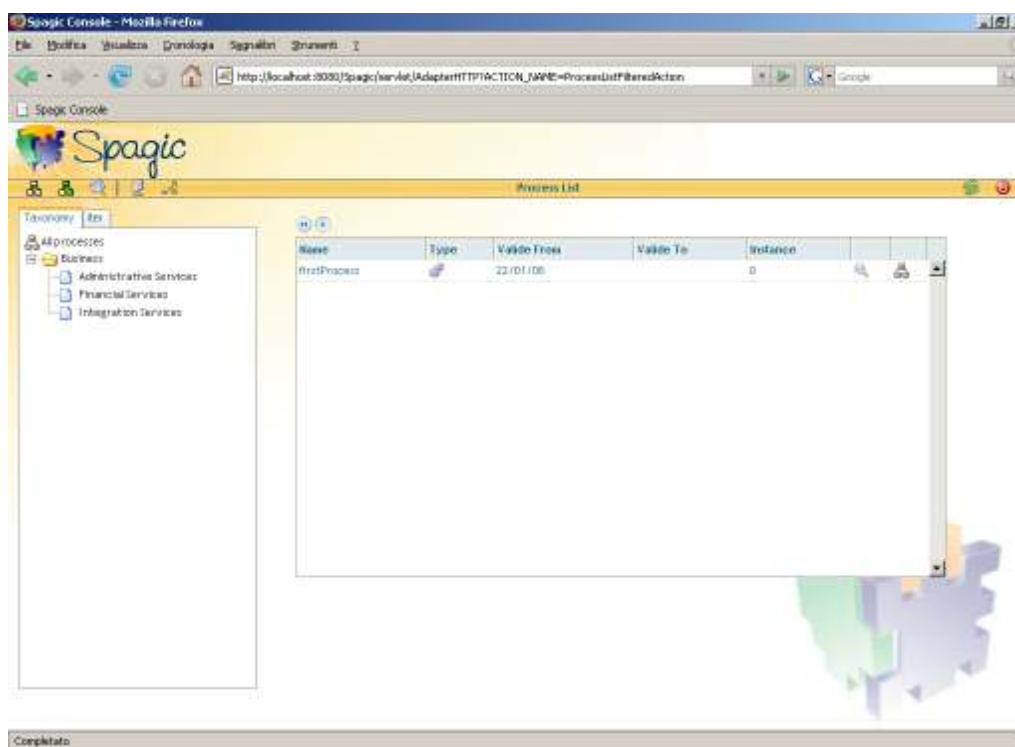 Spagic Console - Mozilla Firefox
File Modifica Visualizza Cronologia Segnalibri Strumenti ?
http://localhost:8080/Spagic/servlet/AdapterHTTP?ACTION_NAME=ProcessListFilteredAction
Google
Spagic Console
Spagic
Process List
Taxonomy Iter
All processes
Business
Administrative Services
Financial Services
Integration Services
Name Type Valide From Valide To Instance
firstProcess 22/01/08 0
Completato